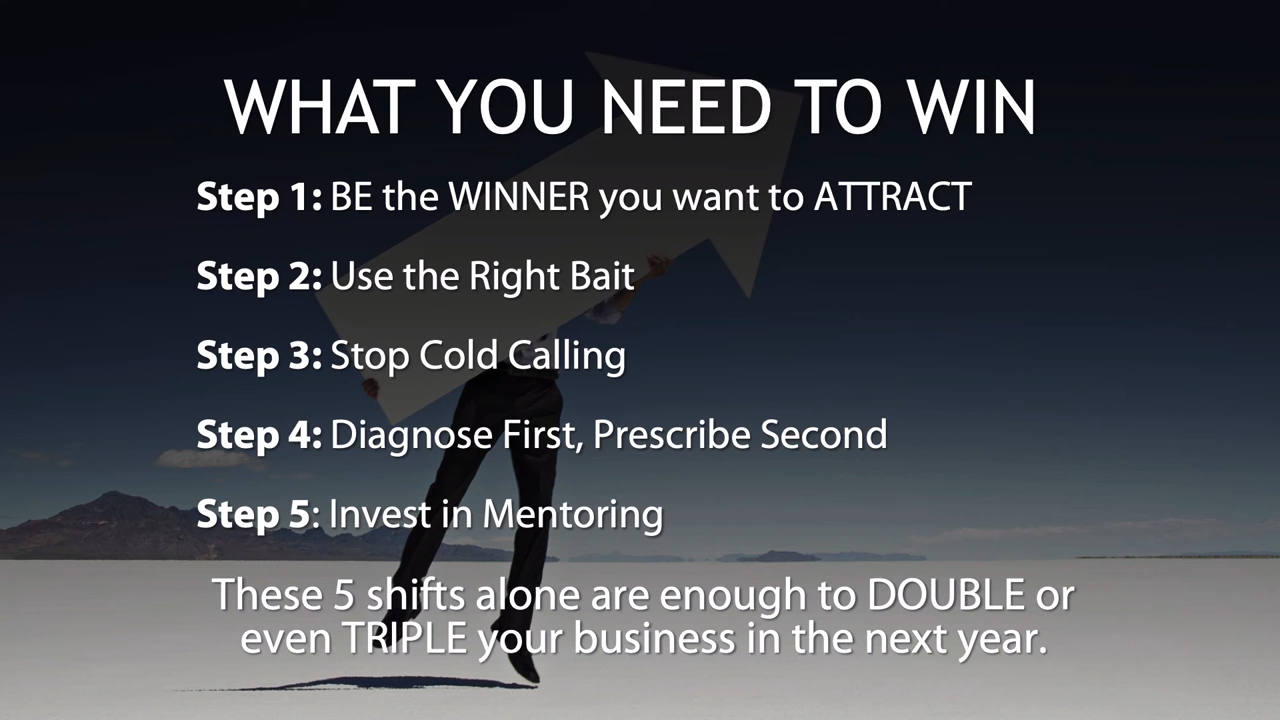 WHAT YOU NEED TO WIN
Step 1: BE the WINNER you want to ATTRACT
Step 2: Use the Right Bait
Step 3: Stop Cold Calling
Step 4: Diagnose First, Prescribe Second
Step 5: Invest in Mentoring
These 5 shifts alone are enough to DOUBLE or
even TRIPLE your business in the next year.